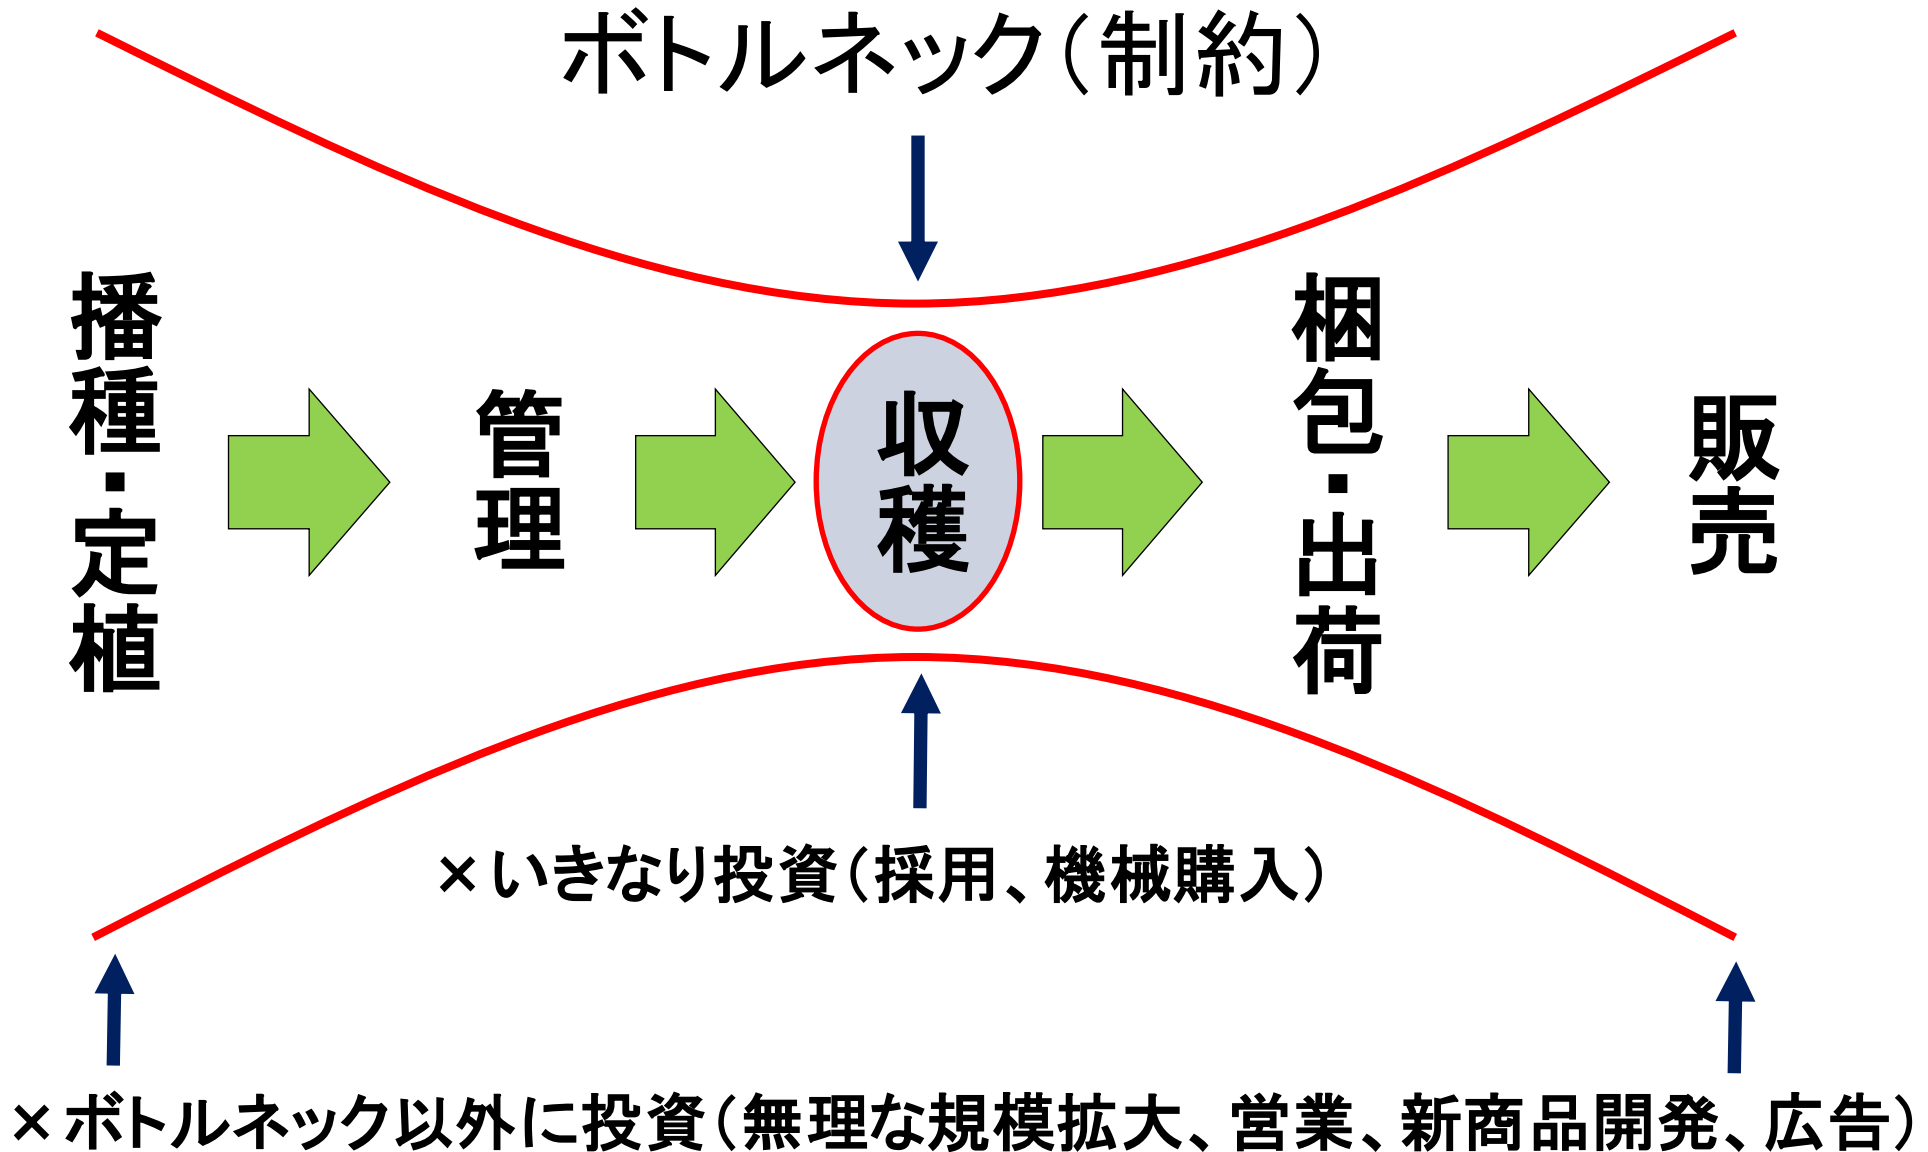 ボトルネック（制約）
播種・定植
管理
収穫
梱包・出荷
販売
×いきなり投資（採用、機械購入）
×ボトルネック以外に投資（無理な規模拡大、営業、新商品開発、広告）